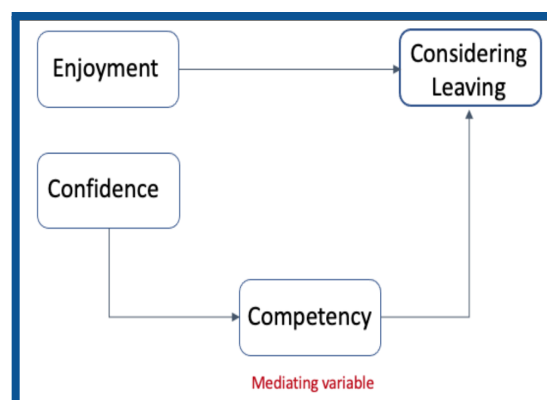 Enjoyment
Considering
Leaving
Confidence
Competency
Mediating variable